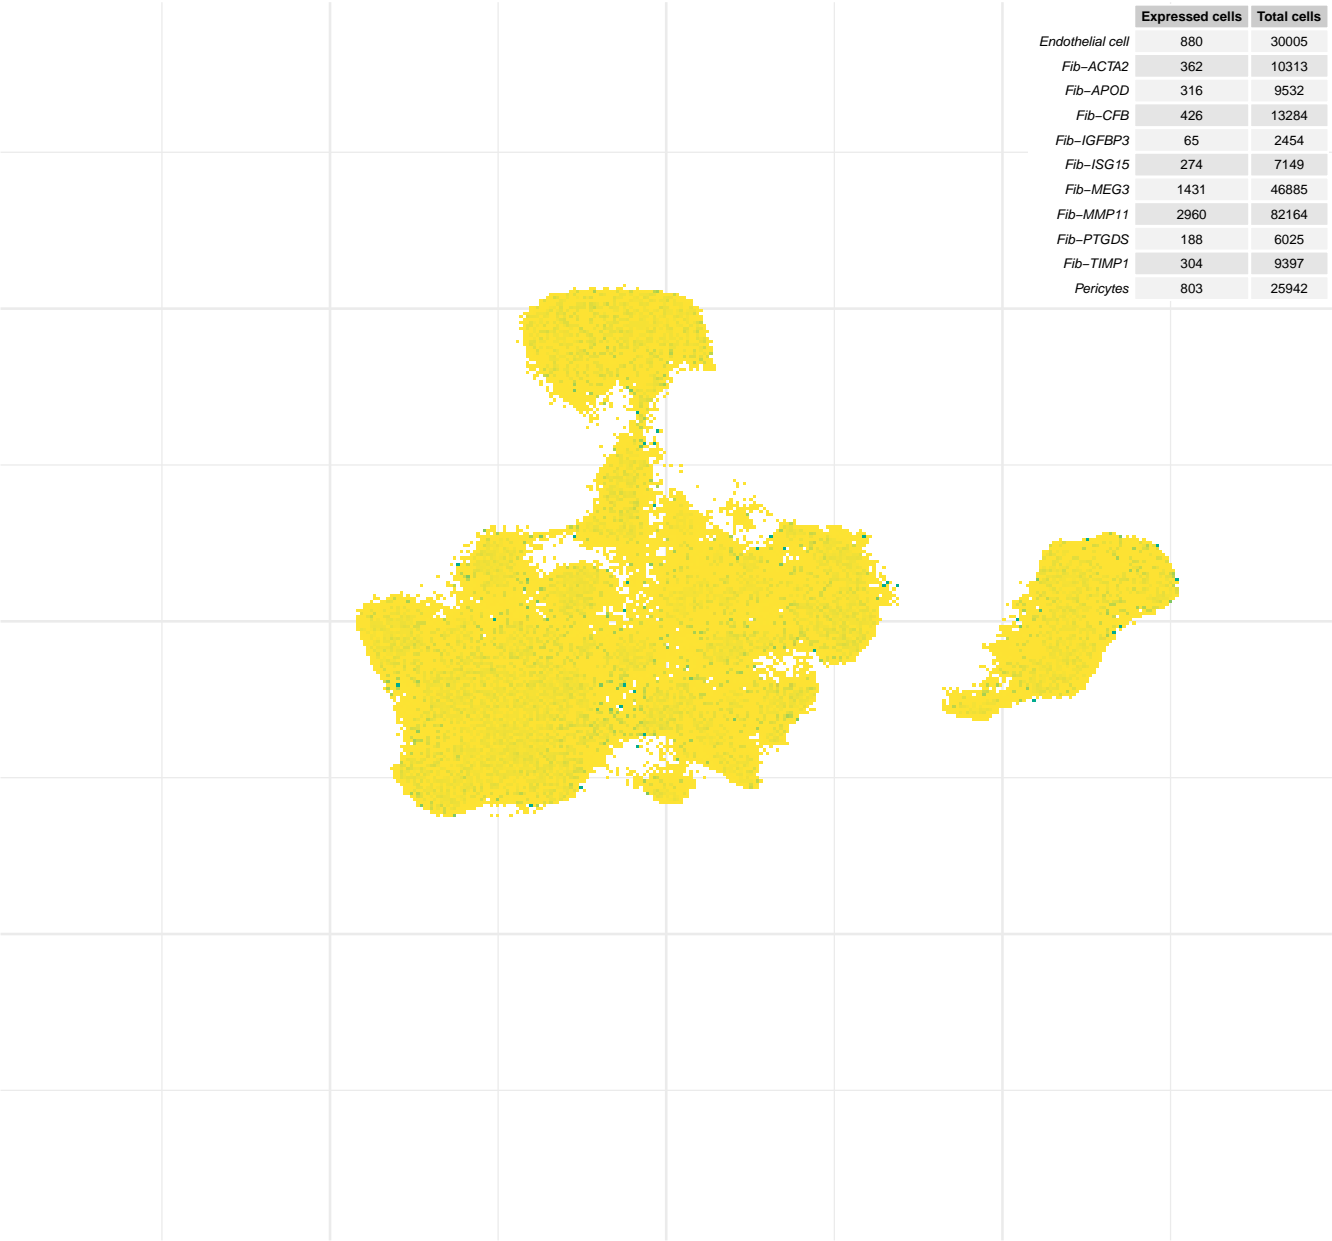 Expressed cells Total cells
Endothelial cell 880 30005
Fib−ACTA2 362 10313
Fib−APOD 316 9532
Fib−CFB 426 13284
Fib−IGFBP3 65 2454
Fib−ISG15 274 7149
Fib−MEG3 1431 46885
Fib−MMP11 2960 82164
Fib−PTGDS 188 6025
Fib−TIMP1 304 9397
Pericytes 803 25942